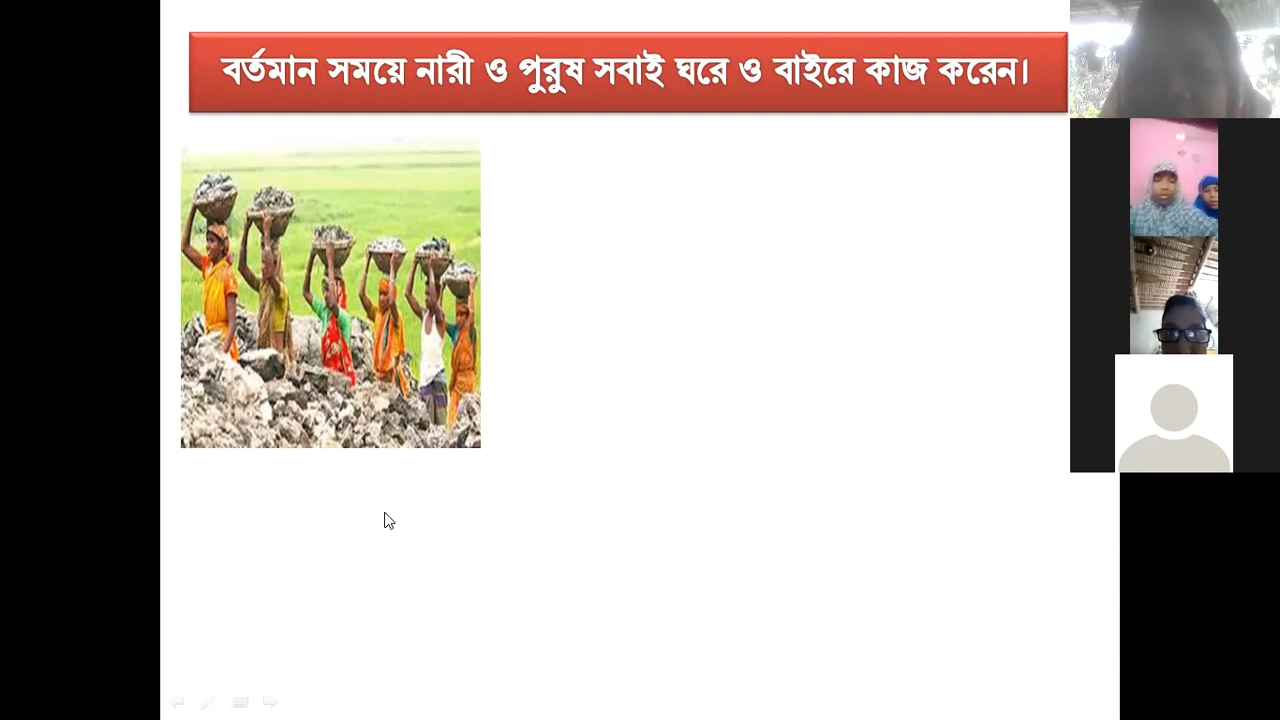 বর্তমান সময়ে নারী ও পুরুষ সবাই ঘরে ও বাইরে কাজ করেন।